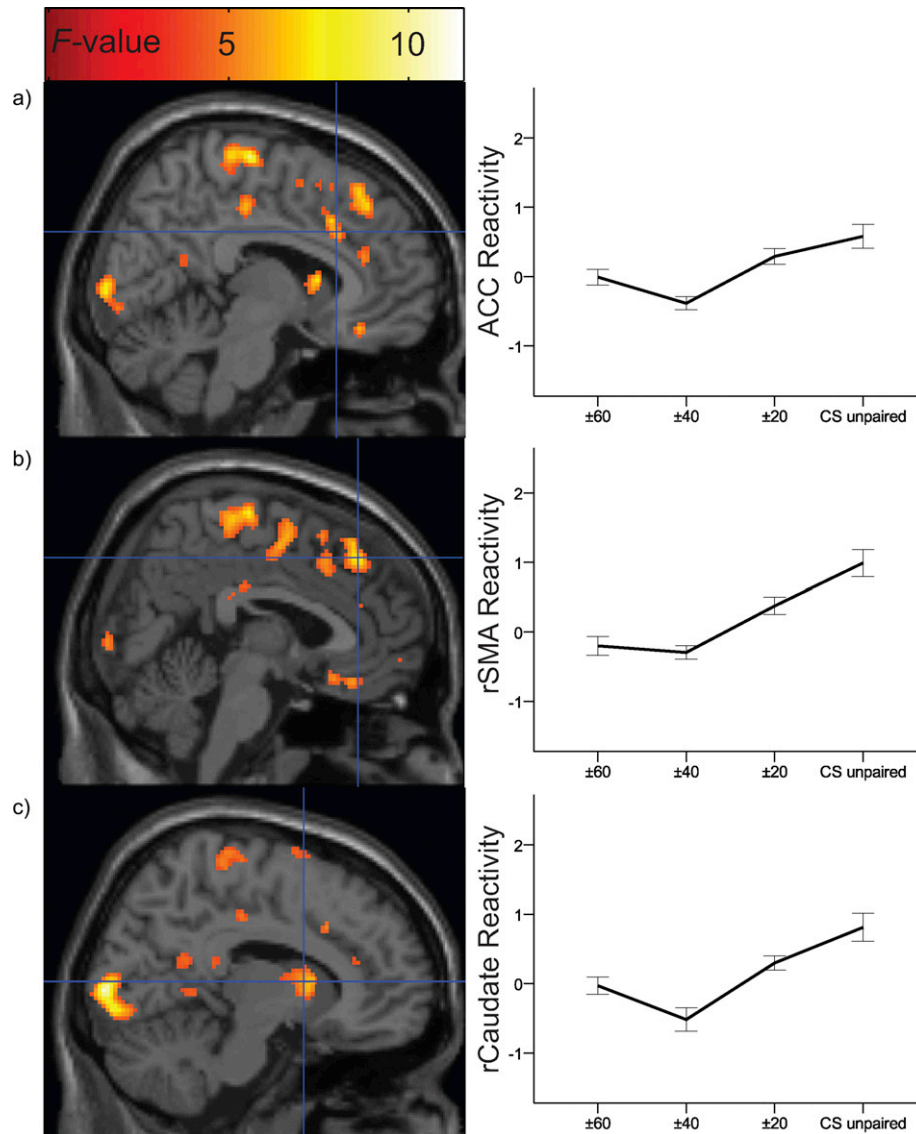 F-value 5 10
a)
ACC Reactivity
2
1
0
-1
±60 ±40 ±20 CS unpaired
b)
rSMA Reactivity
2
1
0
-1
±60 ±40 ±20 CS unpaired
c)
rCaudate Reactivity
2
1
0
-1
±60 ±40 ±20 CS unpaired